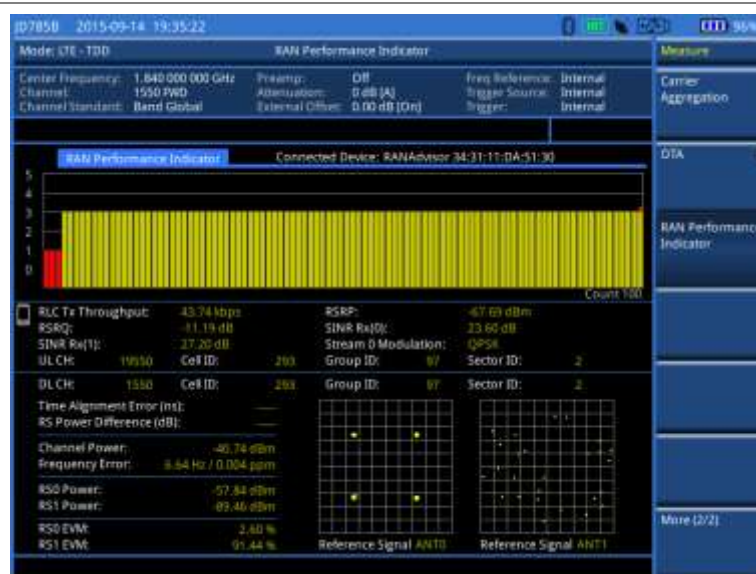 JD785B 2015-09-14 19:35:22 96%
Mode: LTE - TDD RAN Performance Indicator Measure
Center Frequency: 1.840 000 000 GHz Preamp: Off Freq Reference: Internal
Channel: 1550 FWD Attenuation: 0 dB [A] Trigger Source: Internal
Channel Standard: Band Global External Offset: 0.00 dB [On] Trigger: Internal
Carrier Aggregation
RAN Performance Indicator Connected Device: RANAdvisor 34:31:11:DA:51:30
OTA
RAN Performance Indicator
5
4
3
2
1
0
Count 100
RLC Tx Throughput: 43.74 kbps RSRP: -67.69 dBm
RSRQ: -11.19 dB SINR Rx(0): 23.60 dB
SINR Rx(1): 27.20 dB Stream 0 Modulation: QPSK
UL CH: 19550 Cell ID: 293 Group ID: 97 Sector ID: 2
DL CH: 1550 Cell ID: 293 Group ID: 97 Sector ID: 2
Time Alignment Error (ns):
RS Power Difference (dB):
Channel Power: -40.74 dBm
Frequency Error: 6.64 Hz / 0.004 ppm
RS0 Power: -57.84 dBm
RS1 Power: -89.46 dBm
RS0 EVM: 2.60 %
RS1 EVM: 91.44 %
Reference Signal ANT0 Reference Signal ANT1
More (2/2)